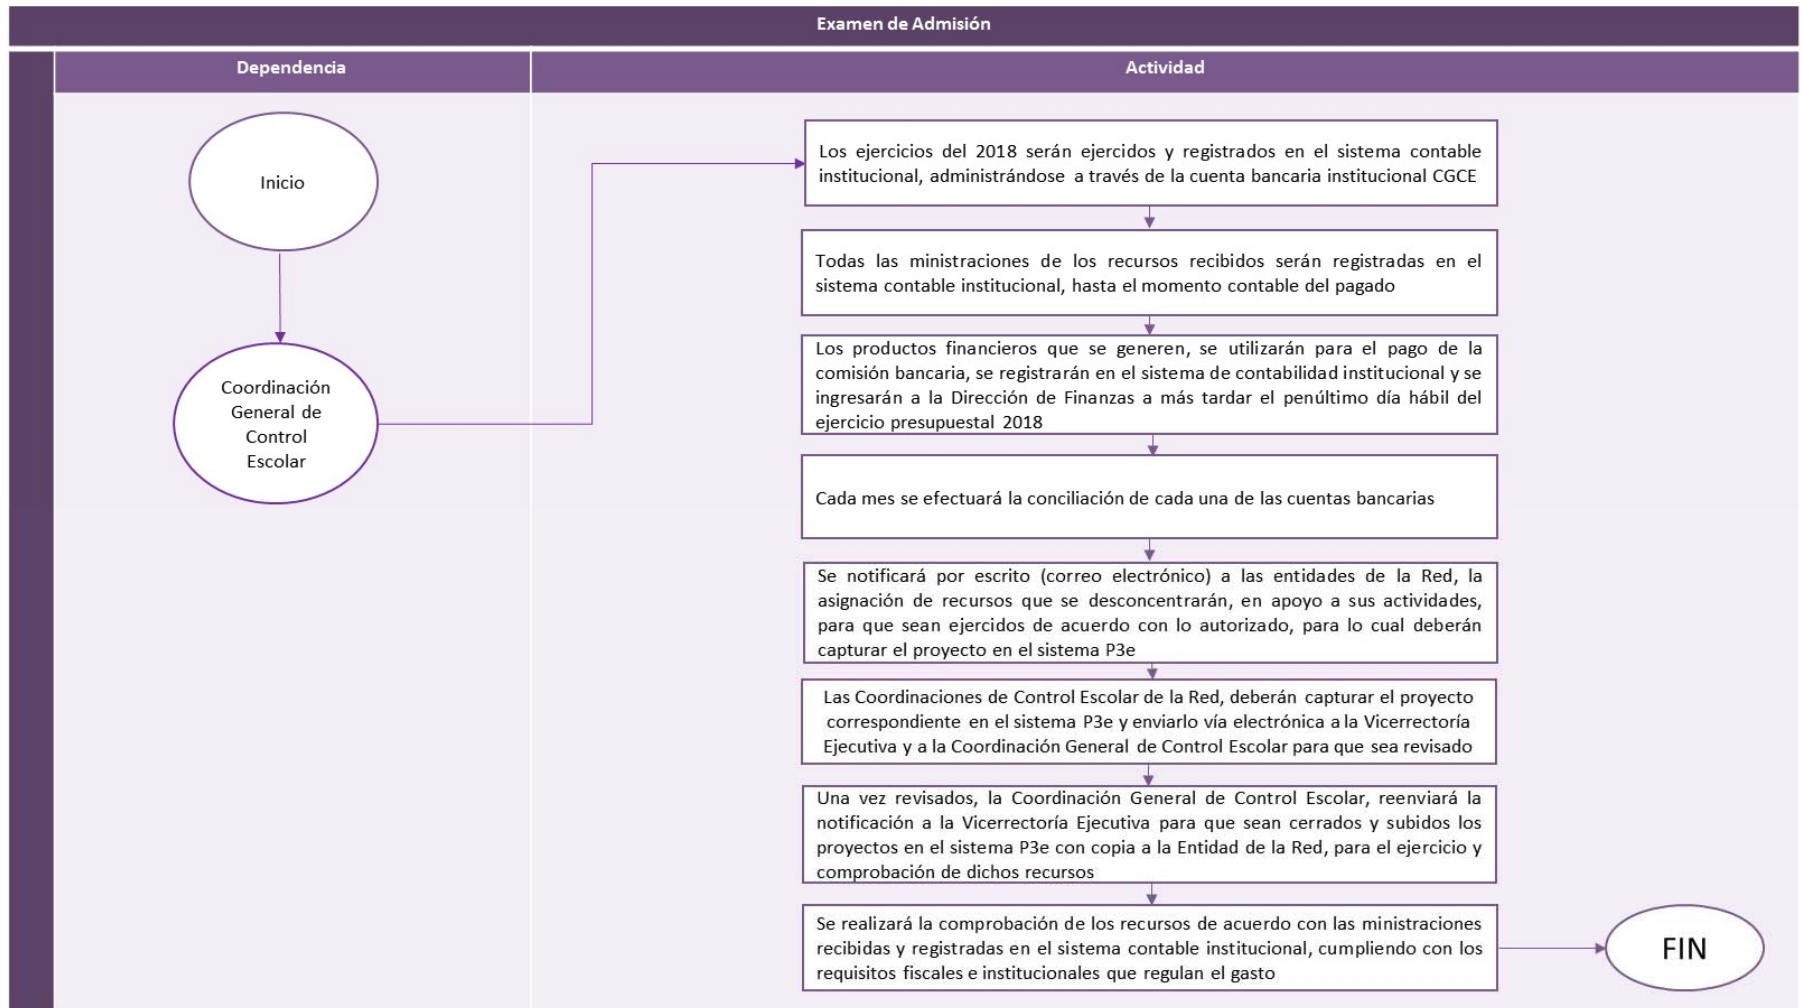 Examen de Admisión
Dependencia
Actividad
Inicio
Coordinación
General de
Control
Escolar
Los ejercicios del 2018 serán ejercidos y registrados en el sistema contable
institucional, administrándose a través de la cuenta bancaria institucional CGCE
Todas las ministraciones de los recursos recibidos serán registradas en el
sistema contable institucional, hasta el momento contable del pagado
Los productos financieros que se generen, se utilizarán para el pago de la
comisión bancaria, se registrarán en el sistema de contabilidad institucional y se
ingresarán a la Dirección de Finanzas a más tardar el penúltimo día hábil del
ejercicio presupuestal 2018
Cada mes se efectuará la conciliación de cada una de las cuentas bancarias
Se notificará por escrito (correo electrónico) a las entidades de la Red, la
asignación de recursos que se desconcentrarán, en apoyo a sus actividades,
para que sean ejercidos de acuerdo con lo autorizado, para lo cual deberán
capturar el proyecto en el sistema P3e
Las Coordinaciones de Control Escolar de la Red, deberán capturar el proyecto
correspondiente en el sistema P3e y enviarlo vía electrónica a la Vicerrectoría
Ejecutiva y a la Coordinación General de Control Escolar para que sea revisado
Una vez revisados, la Coordinación General de Control Escolar, reenviará la
notificación a la Vicerrectoría Ejecutiva para que sean cerrados y subidos los
proyectos en el sistema P3e con copia a la Entidad de la Red, para el ejercicio y
comprobación de dichos recursos
Se realizará la comprobación de los recursos de acuerdo con las ministraciones
recibidas y registradas en el sistema contable institucional, cumpliendo con los
requisitos fiscales e institucionales que regulan el gasto
FIN